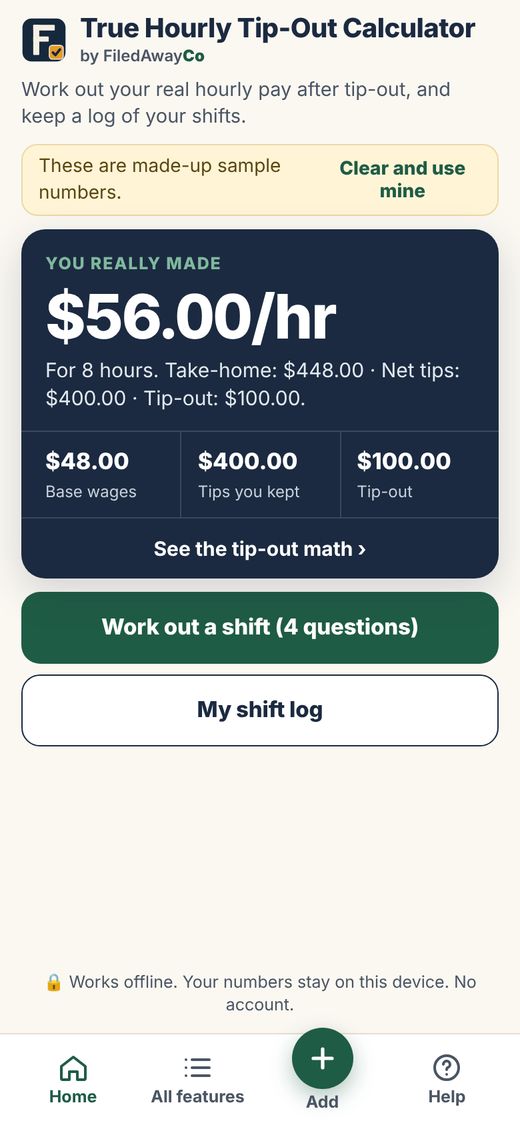 True Hourly Tip-Out Calculator
by FiledAwayCo
Work out your real hourly pay after tip-out, and
keep a log of your shifts.
These are made-up sample
numbers.
Clear and use
mine
YOU REALLY MADE
$56.00/hr
For 8 hours. Take-home: $448.00 · Net tips:
$400.00 · Tip-out: $100.00.
$48.00
Base wages
$400.00
Tips you kept
$100.00
Tip-out
See the tip-out math ›
Work out a shift (4 questions)
My shift log
🔒 Works offline. Your numbers stay on this device. No
account.
Home
All features
Add
Help